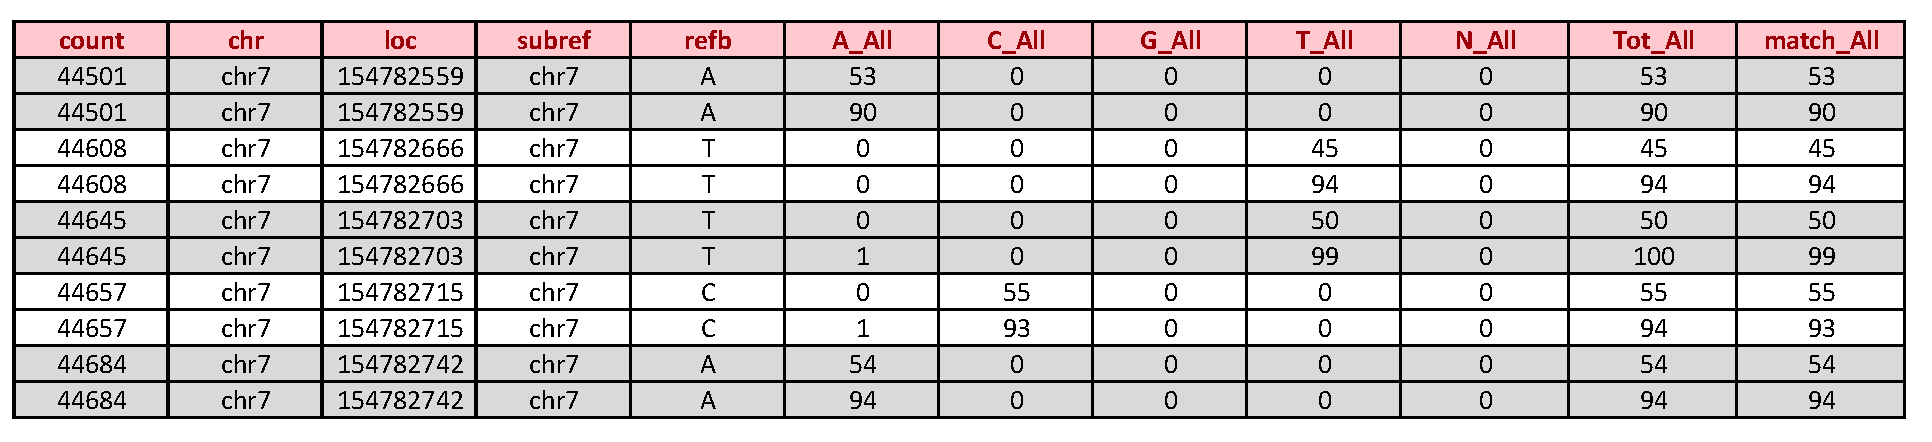 count chr loc subref refb A_All C_All G_All T_All N_All Tot_All match_All
44501 chr7 154782559 chr7 A 53 0 0 0 0 53 53
44501 chr7 154782559 chr7 A 90 0 0 0 0 90 90
44608 chr7 154782666 chr7 T 0 0 0 45 0 45 45
44608 chr7 154782666 chr7 T 0 0 0 94 0 94 94
44645 chr7 154782703 chr7 T 0 0 0 50 0 50 50
44645 chr7 154782703 chr7 T 1 0 0 99 0 100 99
44657 chr7 154782715 chr7 C 0 55 0 0 0 55 55
44657 chr7 154782715 chr7 C 1 93 0 0 0 94 93
44684 chr7 154782742 chr7 A 54 0 0 0 0 54 54
44684 chr7 154782742 chr7 A 94 0 0 0 0 94 94